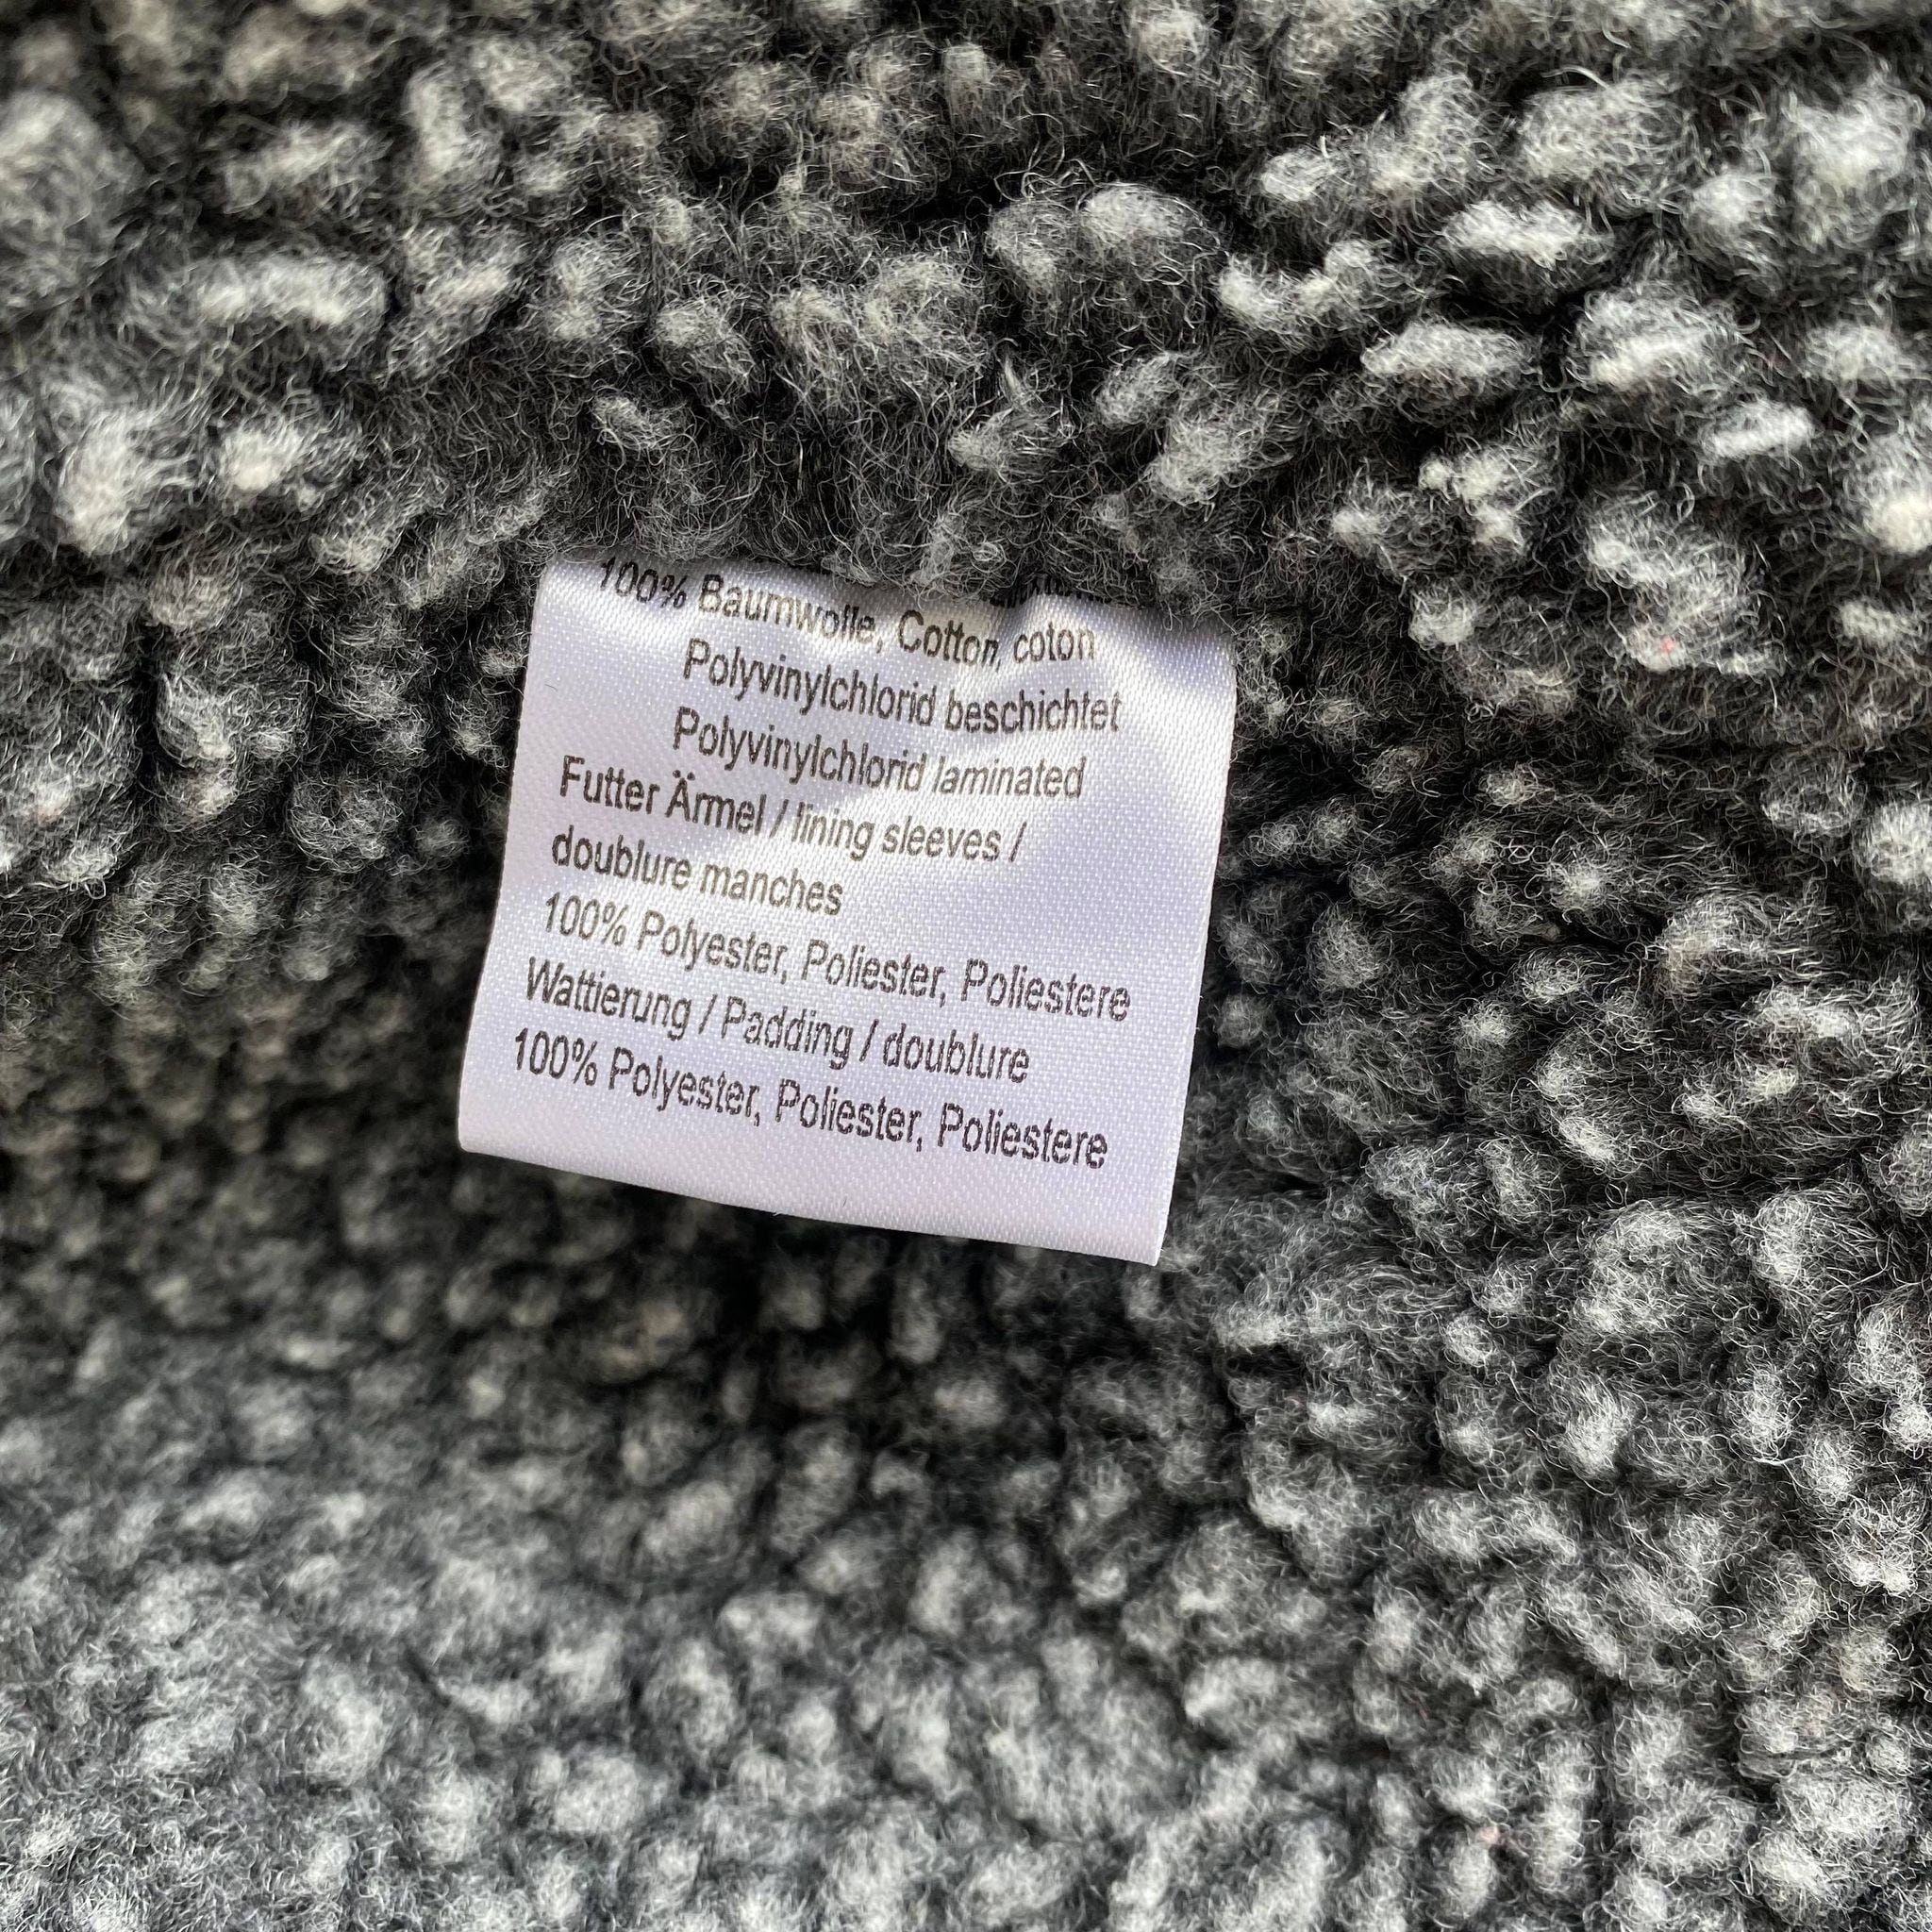 100% Baumwolle, Cotton, coton
Polyvinylchlorid beschichtet
Polyvinylchlorid laminated
Futter Ärmel / lining sleeves /
doublure manches
100% Polyester, Poliester, Poliestere
Wattierung / Padding / doublure
100% Polyester, Poliester, Poliestere